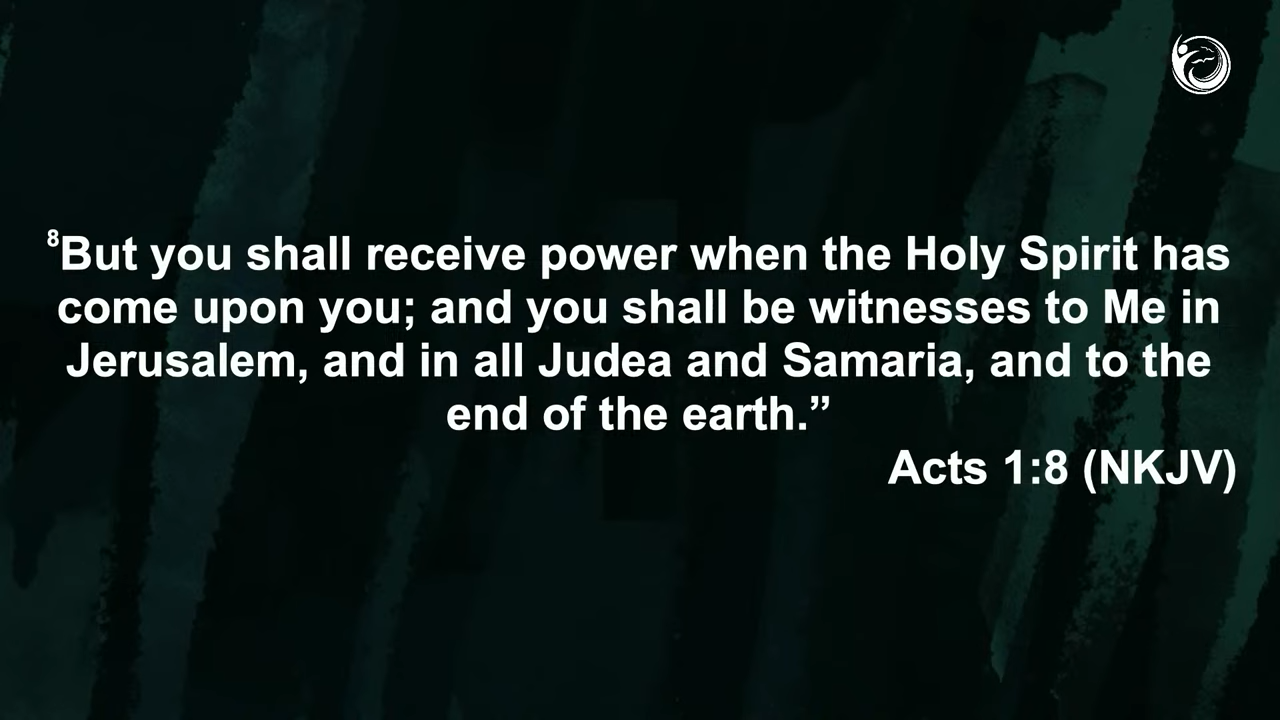 ⁸But you shall receive power when the Holy Spirit has
come upon you; and you shall be witnesses to Me in
Jerusalem, and in all Judea and Samaria, and to the
end of the earth.”
Acts 1:8 (NKJV)